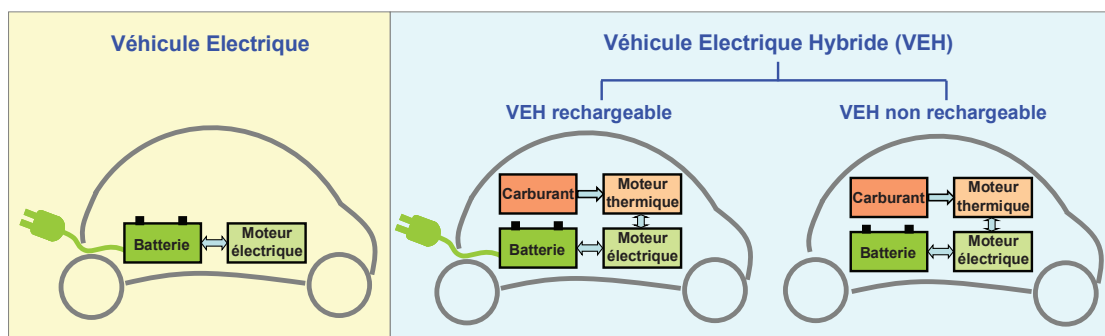 Véhicule Electrique
Batterie
Moteur
électrique
Véhicule Electrique Hybride (VEH)
VEH rechargeable
Carburant
Moteur
thermique
Batterie
Moteur
électrique
VEH non rechargeable
Carburant
Moteur
thermique
Batterie
Moteur
électrique